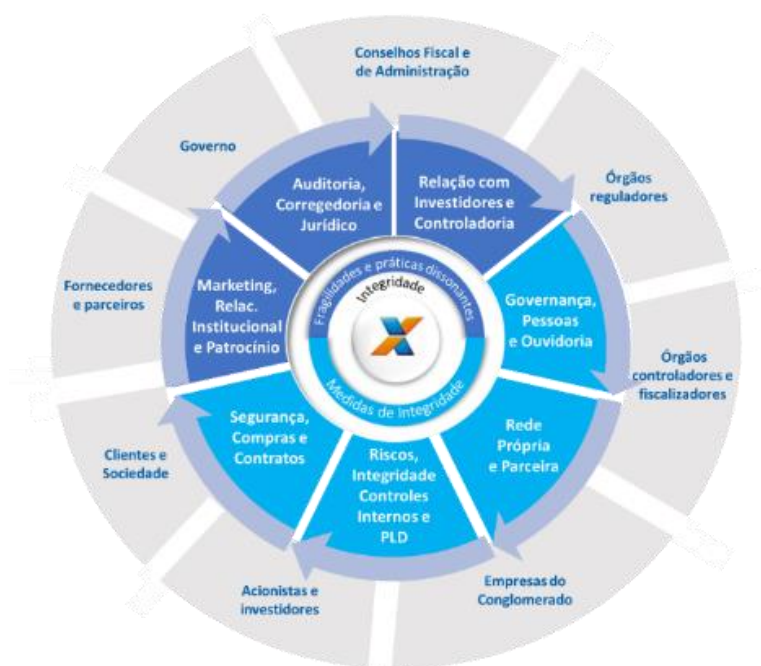 Conselhos Fiscal e
de Administração
Governo
Órgãos
reguladores
Auditoria,
Corregedoria e
Jurídico
Relação com
Investidores e
Controladoria
Fornecedores
e parceiros
Marketing,
Relac.
Institucional
e Patrocínio
Fragilidades e práticas dissonantes
Integridade
Medidas de Integridade
Governança,
Pessoas
e Ouvidoria
Órgãos
controladores e
fiscalizadores
Clientes e
Sociedade
Segurança,
Compras e
Contratos
Riscos,
Integridade
Controles
Internos e
PLD
Rede
Própria
e Parceira
Acionistas e
investidores
Empresas do
Conglomerado